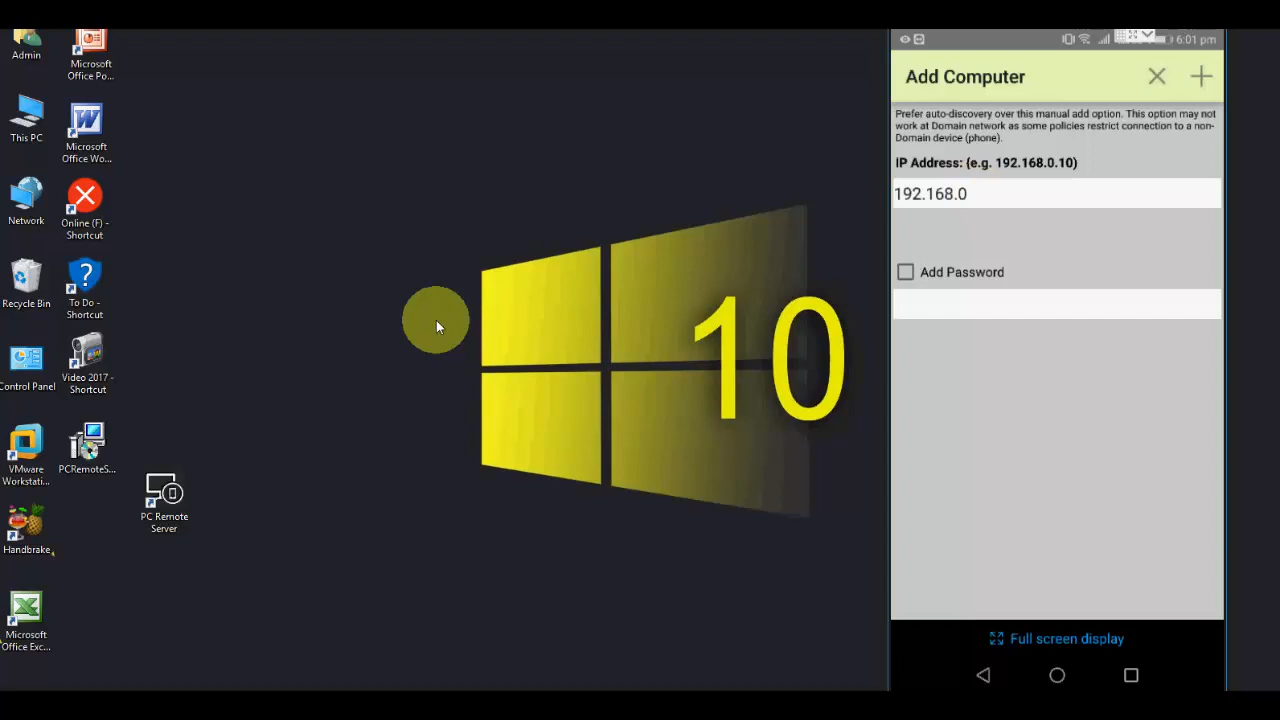 Admin
Microsoft
Office Po...
This PC
Microsoft
Office Wo...
Network
Online (F) -
Shortcut
Recycle Bin
To Do -
Shortcut
Control Panel
Video 2017 -
Shortcut
VMware
Workstati...
PCRemoteS...
PC Remote
Server
Handbrake
Microsoft
Office Exc...
10
6:01 pm
Add Computer
Prefer auto-discovery over this manual add option. This option may not
work at Domain network as some policies restrict connection to a non-
Domain device (phone).
IP Address: (e.g. 192.168.0.10)
192.168.0
Add Password
Full screen display